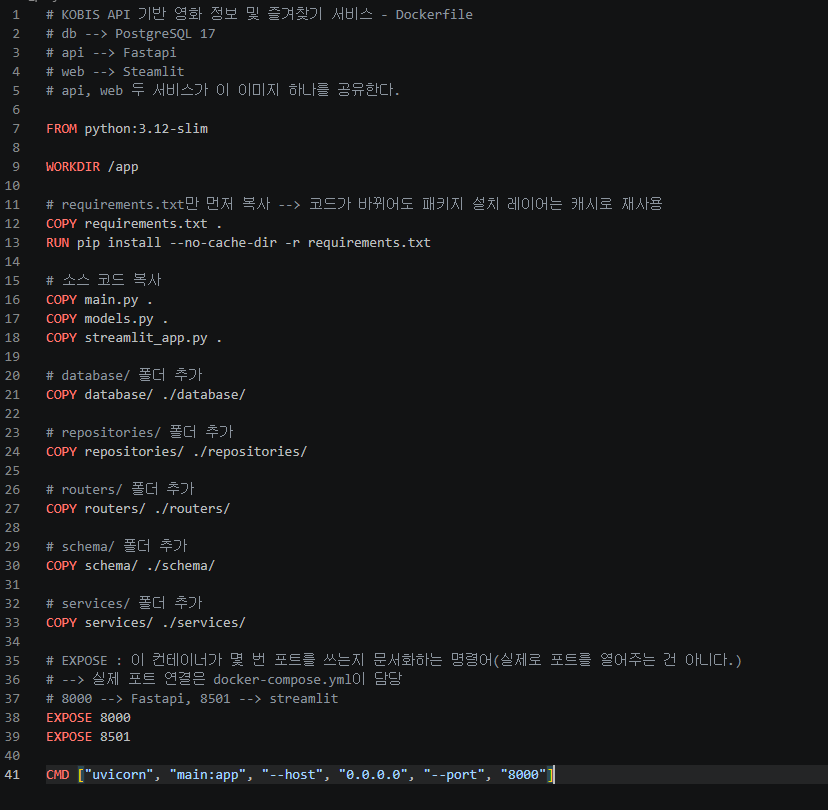 1 # KOBIS API 기반 영화 정보 및 즐겨찾기 서비스 - Dockerfile
2 # db --> PostgreSQL 17
3 # api --> Fastapi
4 # web --> Steamlit
5 # api, web 두 서비스가 이 이미지 하나를 공유한다.
6
7 FROM python:3.12-slim
8
9 WORKDIR /app
10
11 # requirements.txt만 먼저 복사 --> 코드가 바뀌어도 패키지 설치 레이어는 캐시로 재사용
12 COPY requirements.txt .
13 RUN pip install --no-cache-dir -r requirements.txt
14
15 # 소스 코드 복사
16 COPY main.py .
17 COPY models.py .
18 COPY streamlit_app.py .
19
20 # database/ 폴더 추가
21 COPY database/ ./database/
22
23 # repositories/ 폴더 추가
24 COPY repositories/ ./repositories/
25
26 # routers/ 폴더 추가
27 COPY routers/ ./routers/
28
29 # schema/ 폴더 추가
30 COPY schema/ ./schema/
31
32 # services/ 폴더 추가
33 COPY services/ ./services/
34
35 # EXPOSE : 이 컨테이너가 몇 번 포트를 쓰는지 문서화하는 명령어(실제로 포트를 열어주는 건 아니다.)
36 # --> 실제 포트 연결은 docker-compose.yml이 담당
37 # 8000 --> Fastapi, 8501 --> streamlit
38 EXPOSE 8000
39 EXPOSE 8501
40
41 CMD ["uvicorn", "main:app", "--host", "0.0.0.0", "--port", "8000"]